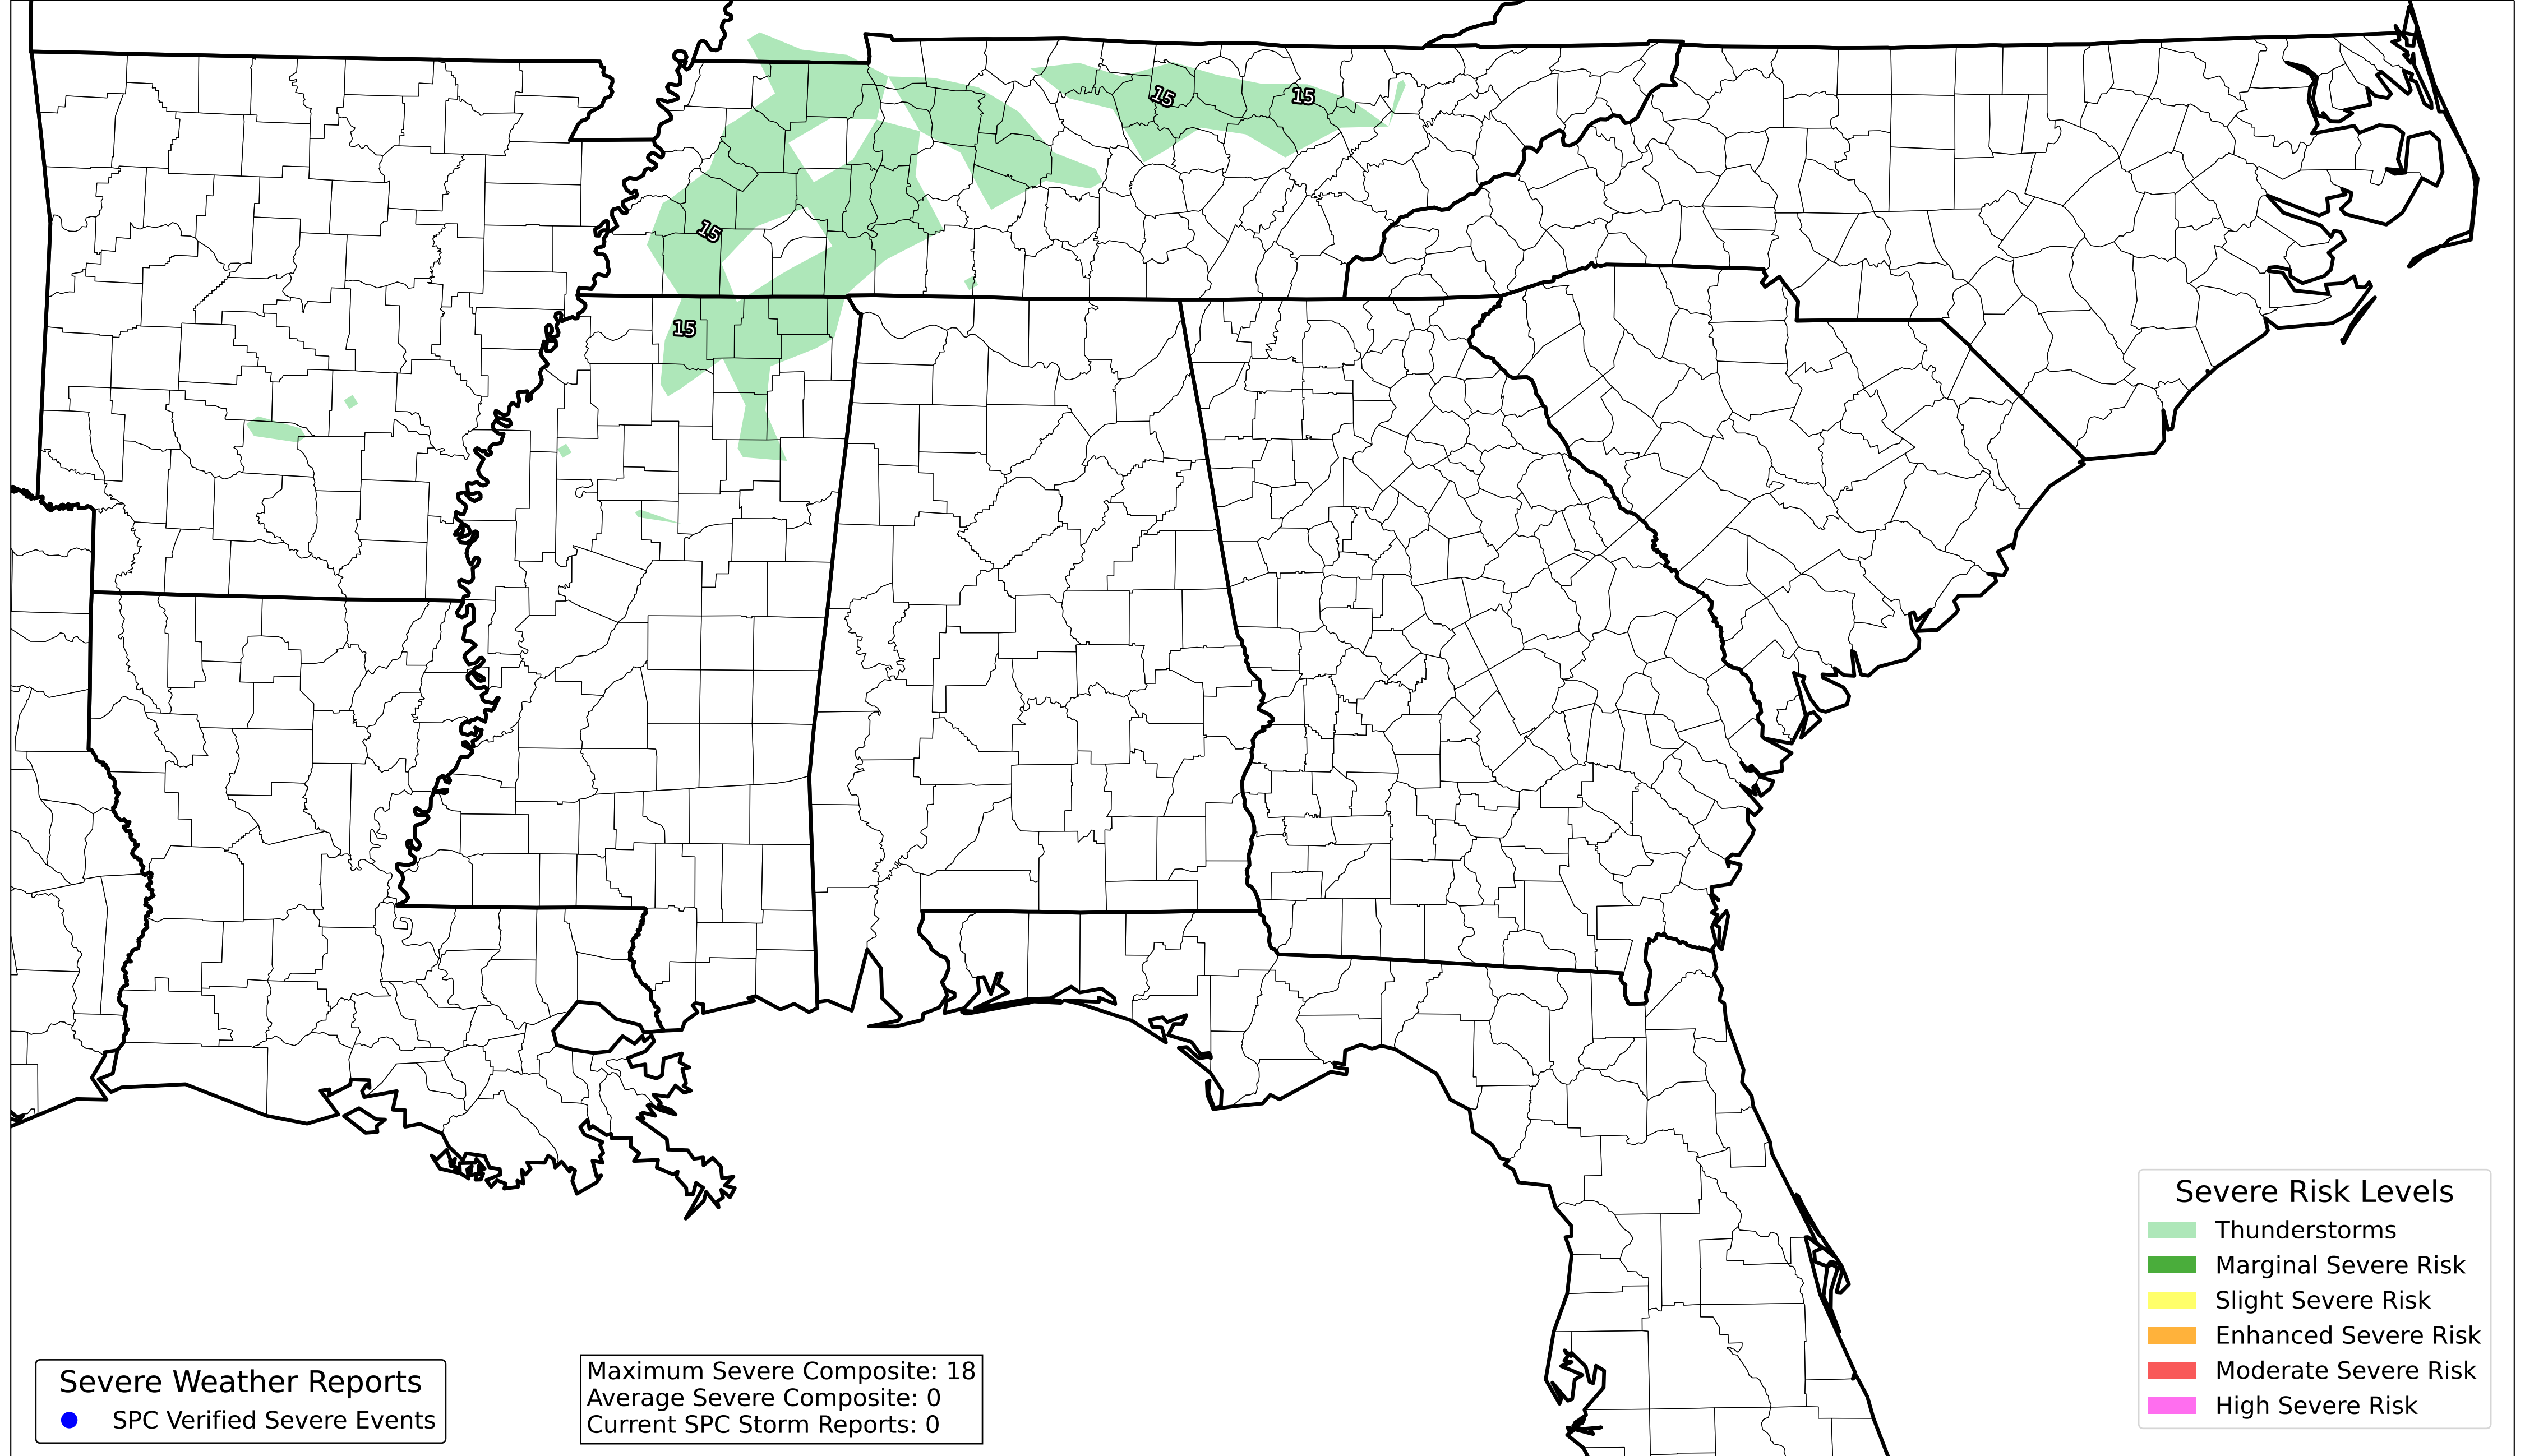 15
15
15
15
Severe Risk Levels
Thunderstorms
Marginal Severe Risk
Slight Severe Risk
Enhanced Severe Risk
Moderate Severe Risk
High Severe Risk
Severe Weather Reports
SPC Verified Severe Events
Maximum Severe Composite: 18
Average Severe Composite: 0
Current SPC Storm Reports: 0